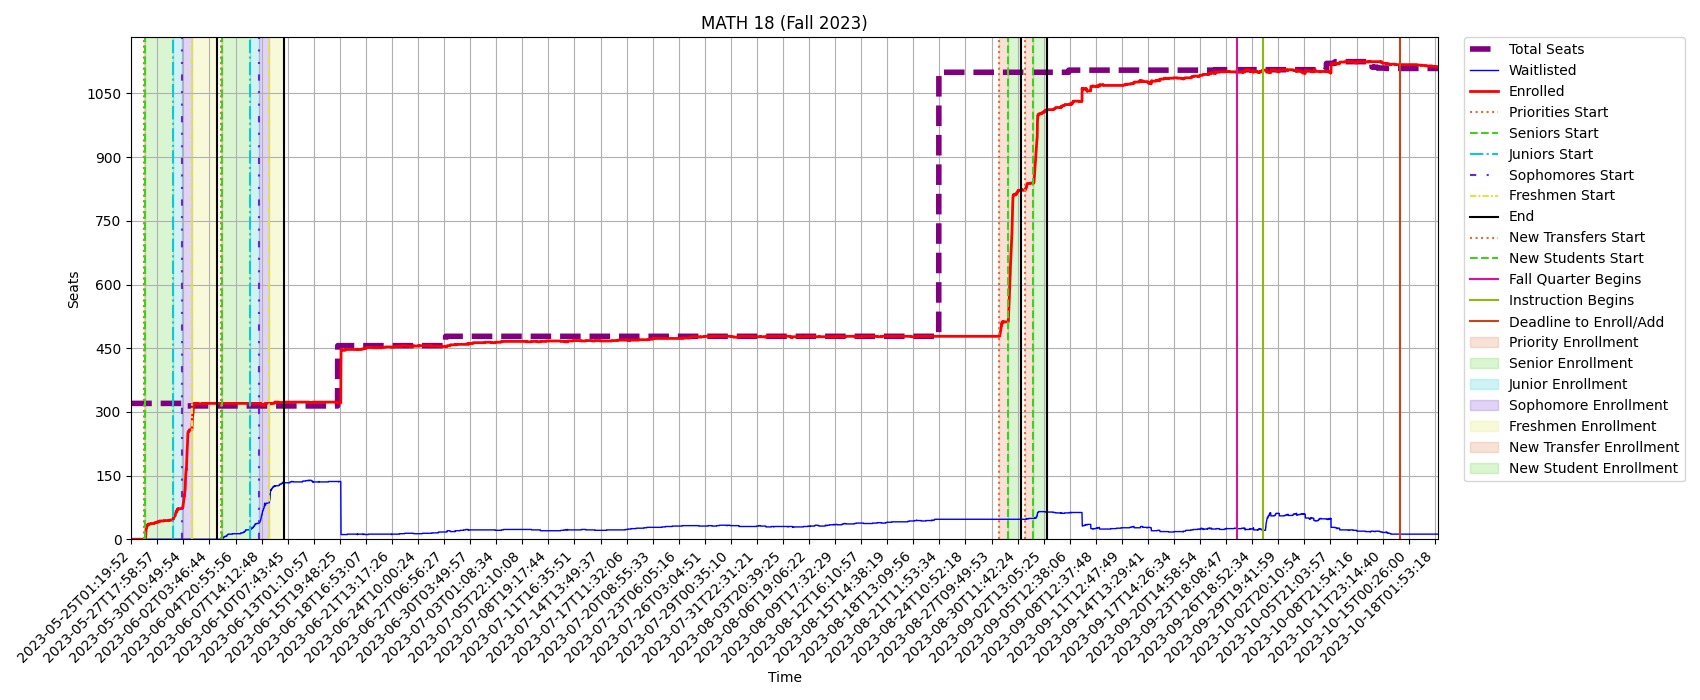 MATH 18 (Fall 2023)
Seats
1050
900
750
600
450
300
150
0
2023-05-25T01:19:52
2023-05-27T17:58:57
2023-05-30T10:49:54
2023-06-02T03:46:44
2023-06-04T20:55:56
2023-06-07T14:12:48
2023-06-10T07:43:45
2023-06-13T01:10:57
2023-06-15T19:48:25
2023-06-18T16:53:07
2023-06-21T13:17:26
2023-06-24T10:00:24
2023-06-27T06:56:27
2023-06-30T03:49:57
2023-07-03T01:08:34
2023-07-05T22:10:08
2023-07-08T19:17:44
2023-07-11T16:35:51
2023-07-14T13:49:37
2023-07-17T11:32:06
2023-07-20T08:55:33
2023-07-23T06:05:16
2023-07-26T03:04:51
2023-07-29T00:35:10
2023-07-31T22:31:21
2023-08-03T20:39:25
2023-08-06T19:06:22
2023-08-09T17:32:29
2023-08-12T16:10:57
2023-08-15T14:38:19
2023-08-18T13:09:56
2023-08-21T11:53:34
2023-08-24T10:52:18
2023-08-27T09:49:53
2023-08-30T11:42:24
2023-09-02T13:05:25
2023-09-05T12:38:06
2023-09-08T12:37:48
2023-09-11T12:47:49
2023-09-14T13:29:41
2023-09-17T14:26:34
2023-09-20T14:58:54
2023-09-23T18:08:47
2023-09-26T18:52:34
2023-09-29T19:41:59
2023-10-02T20:10:54
2023-10-05T21:03:57
2023-10-08T21:54:16
2023-10-11T23:14:40
2023-10-15T00:26:00
2023-10-18T01:53:18
Time
Total Seats
Waitlisted
Enrolled
Priorities Start
Seniors Start
Juniors Start
Sophomores Start
Freshmen Start
End
New Transfers Start
New Students Start
Fall Quarter Begins
Instruction Begins
Deadline to Enroll/Add
Priority Enrollment
Senior Enrollment
Junior Enrollment
Sophomore Enrollment
Freshmen Enrollment
New Transfer Enrollment
New Student Enrollment